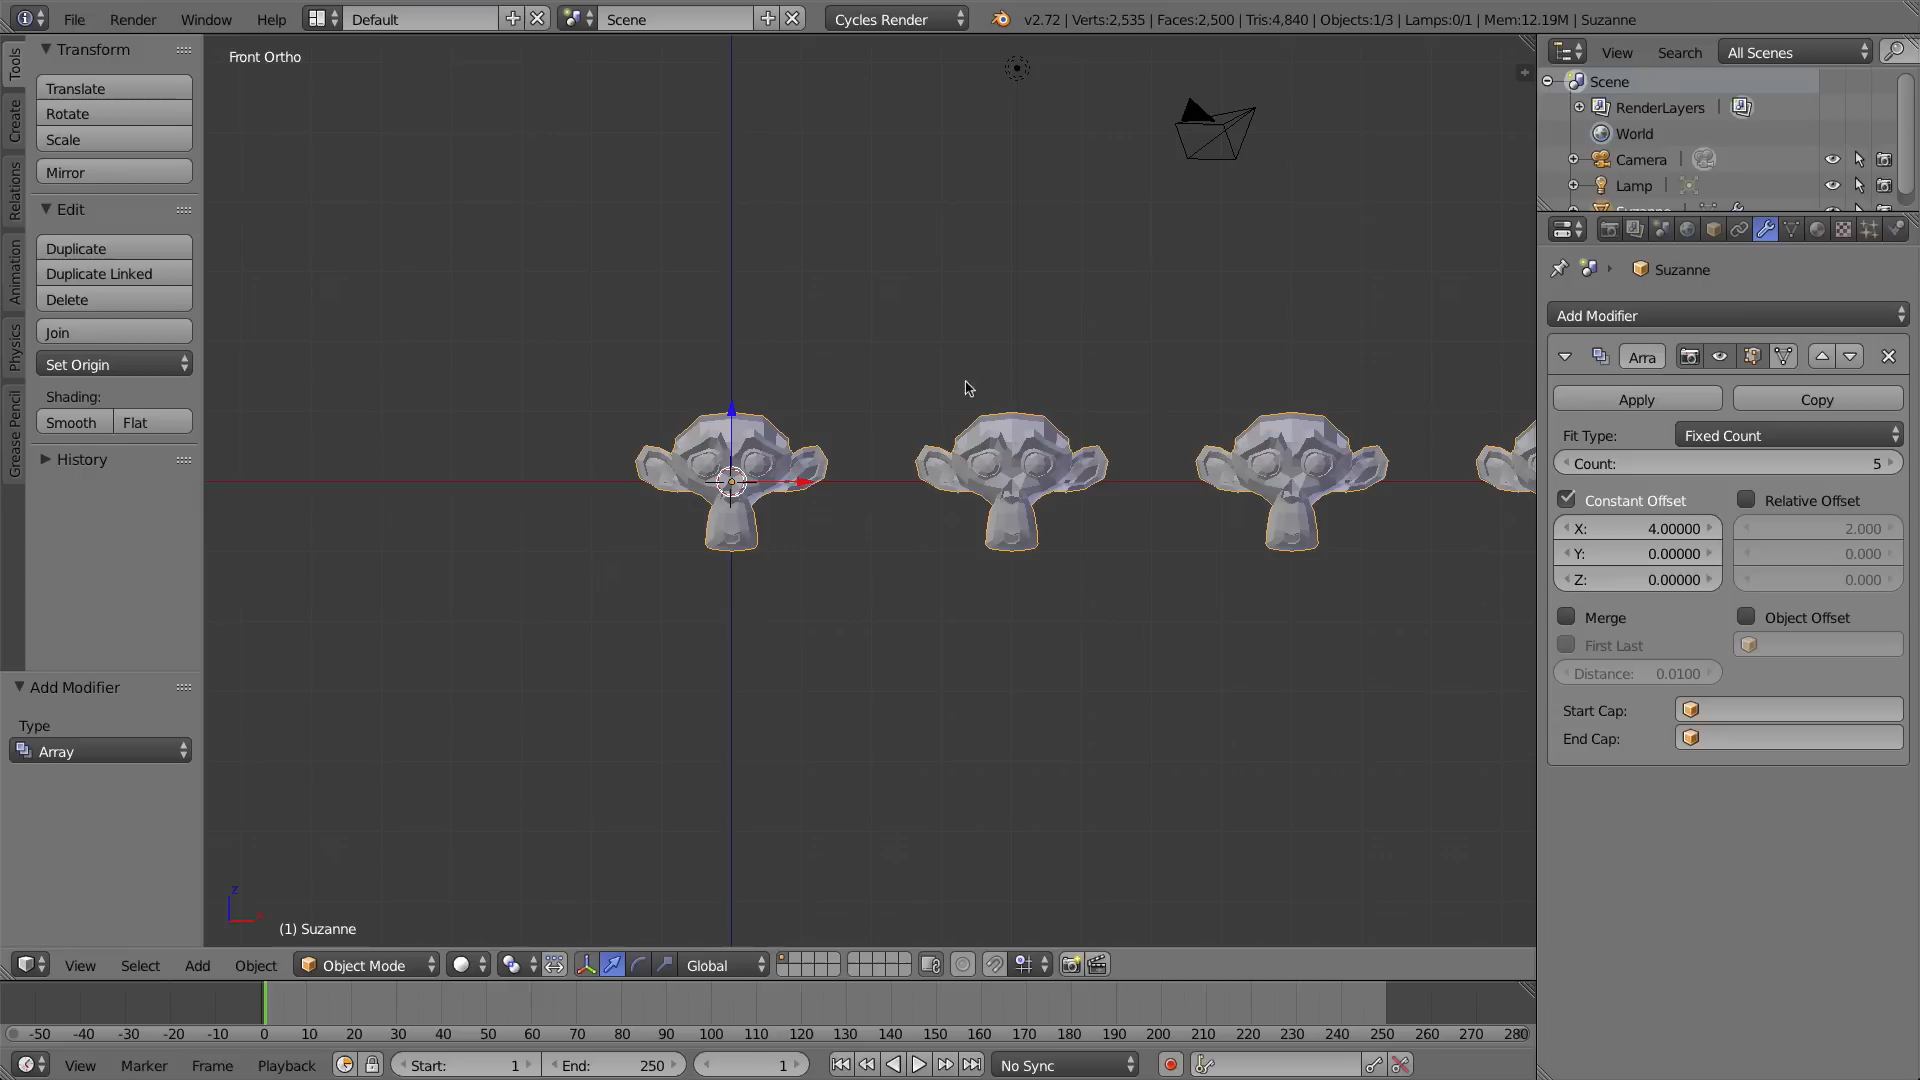 File Render Window Help Default Scene Cycles Render v2.72 | Verts:2,535 | Faces:2,500 | Tris:4,840 | Objects:1/3 | Lamps:0/1 | Mem:12.19M | Suzanne
Tools
Create
Relations
Animation
Physics
Grease Pencil
Transform
Translate
Rotate
Scale
Mirror
Edit
Duplicate
Duplicate Linked
Delete
Join
Set Origin
Shading:
Smooth Flat
History
Add Modifier
Type
Array
Front Ortho
z
x
(1) Suzanne
View Select Add Object Object Mode Global
-50 -40 -30 -20 -10 0 10 20 30 40 50 60 70 80 90 100 110 120 130 140 150 160 170 180 190 200 210 220 230 240 250 260 270 280
View Marker Frame Playback Start: 1 End: 250 1 No Sync
View Search All Scenes
Scene
RenderLayers
World
Camera
Lamp
Suzanne
Suzanne
Add Modifier
Arra
Apply Copy
Fit Type: Fixed Count
Count: 5
Constant Offset Relative Offset
X: 4.00000 2.000
Y: 0.00000 0.000
Z: 0.00000 0.000
Merge Object Offset
First Last
Distance: 0.0100
Start Cap:
End Cap: